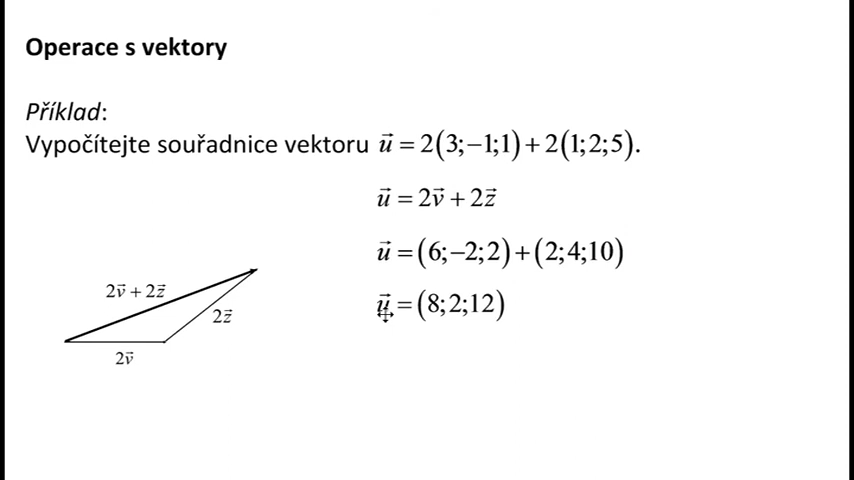 Operace s vektory
Příklad:
Vypočítejte souřadnice vektoru u⃗ = 2(3;−1;1) + 2(1;2;5).
u⃗ = 2v⃗ + 2z⃗
u⃗ = (6;−2;2) + (2;4;10)
u⃗ = (8;2;12)
2v⃗ + 2z⃗
2z⃗
2v⃗